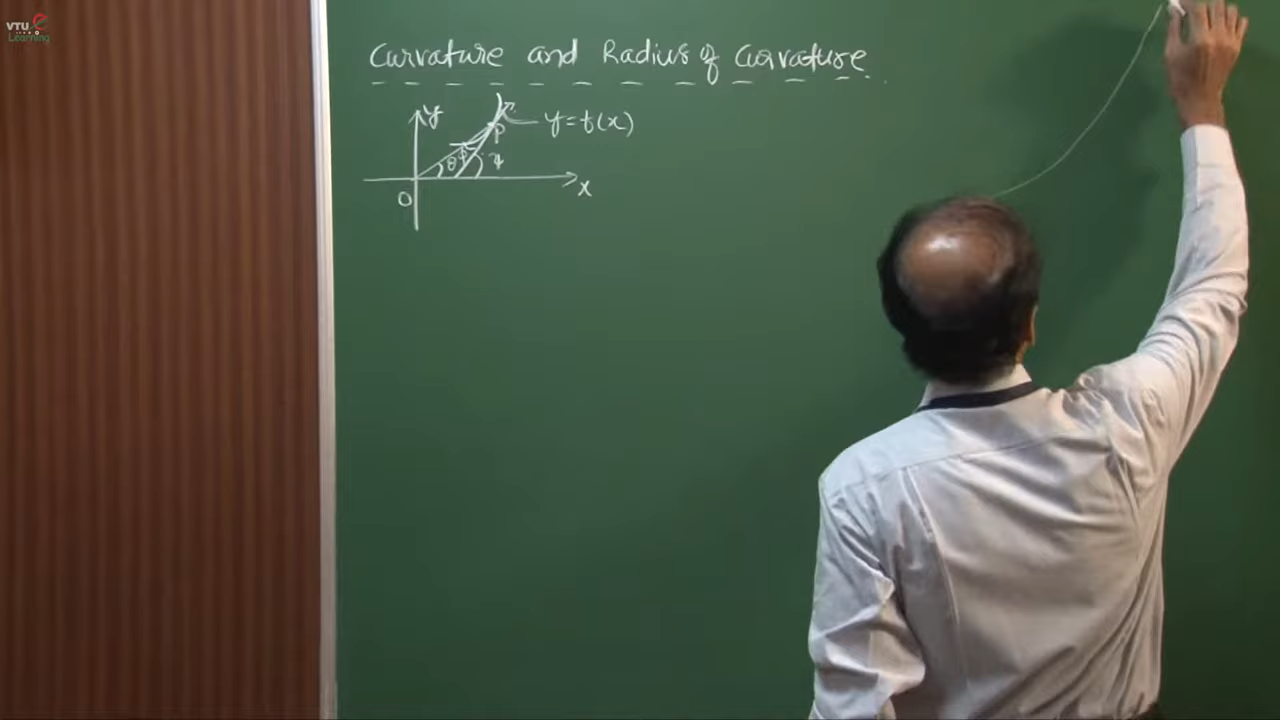 VTU e
Learning
Curvature and Radius of Curvature.
y
P
y=f(x)
θ φ ψ
O
x